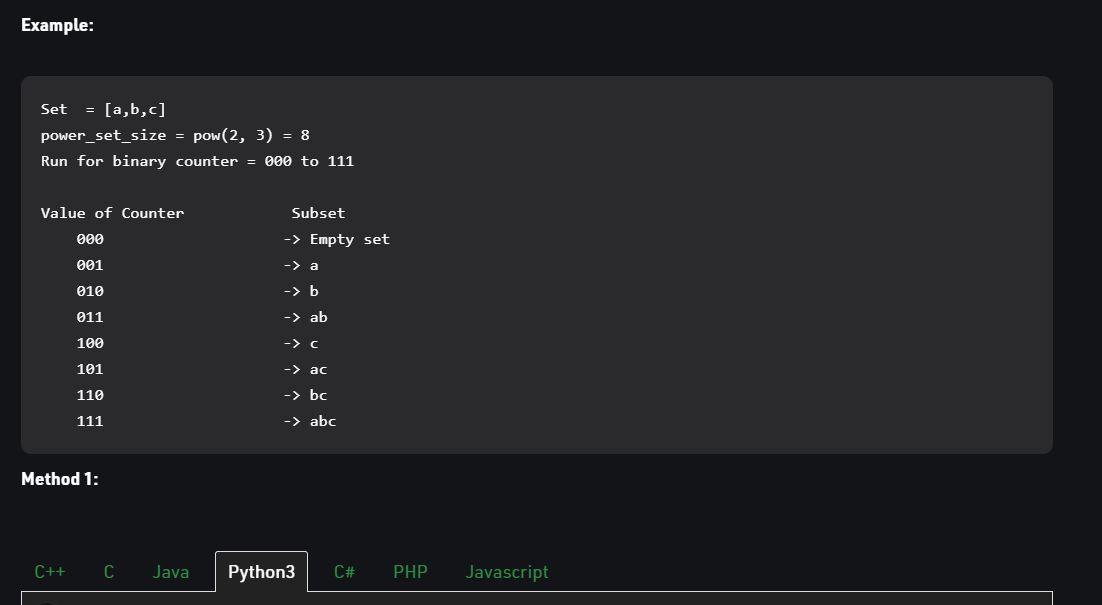 Example:
Set  = [a,b,c]
power_set_size = pow(2, 3) = 8
Run for binary counter = 000 to 111
Value of Counter            Subset
    000                    -> Empty set
    001                    -> a
    010                    -> b
    011                    -> ab
    100                    -> c
    101                    -> ac
    110                    -> bc
    111                    -> abc
Method 1:
C++ C Java Python3 C# PHP Javascript